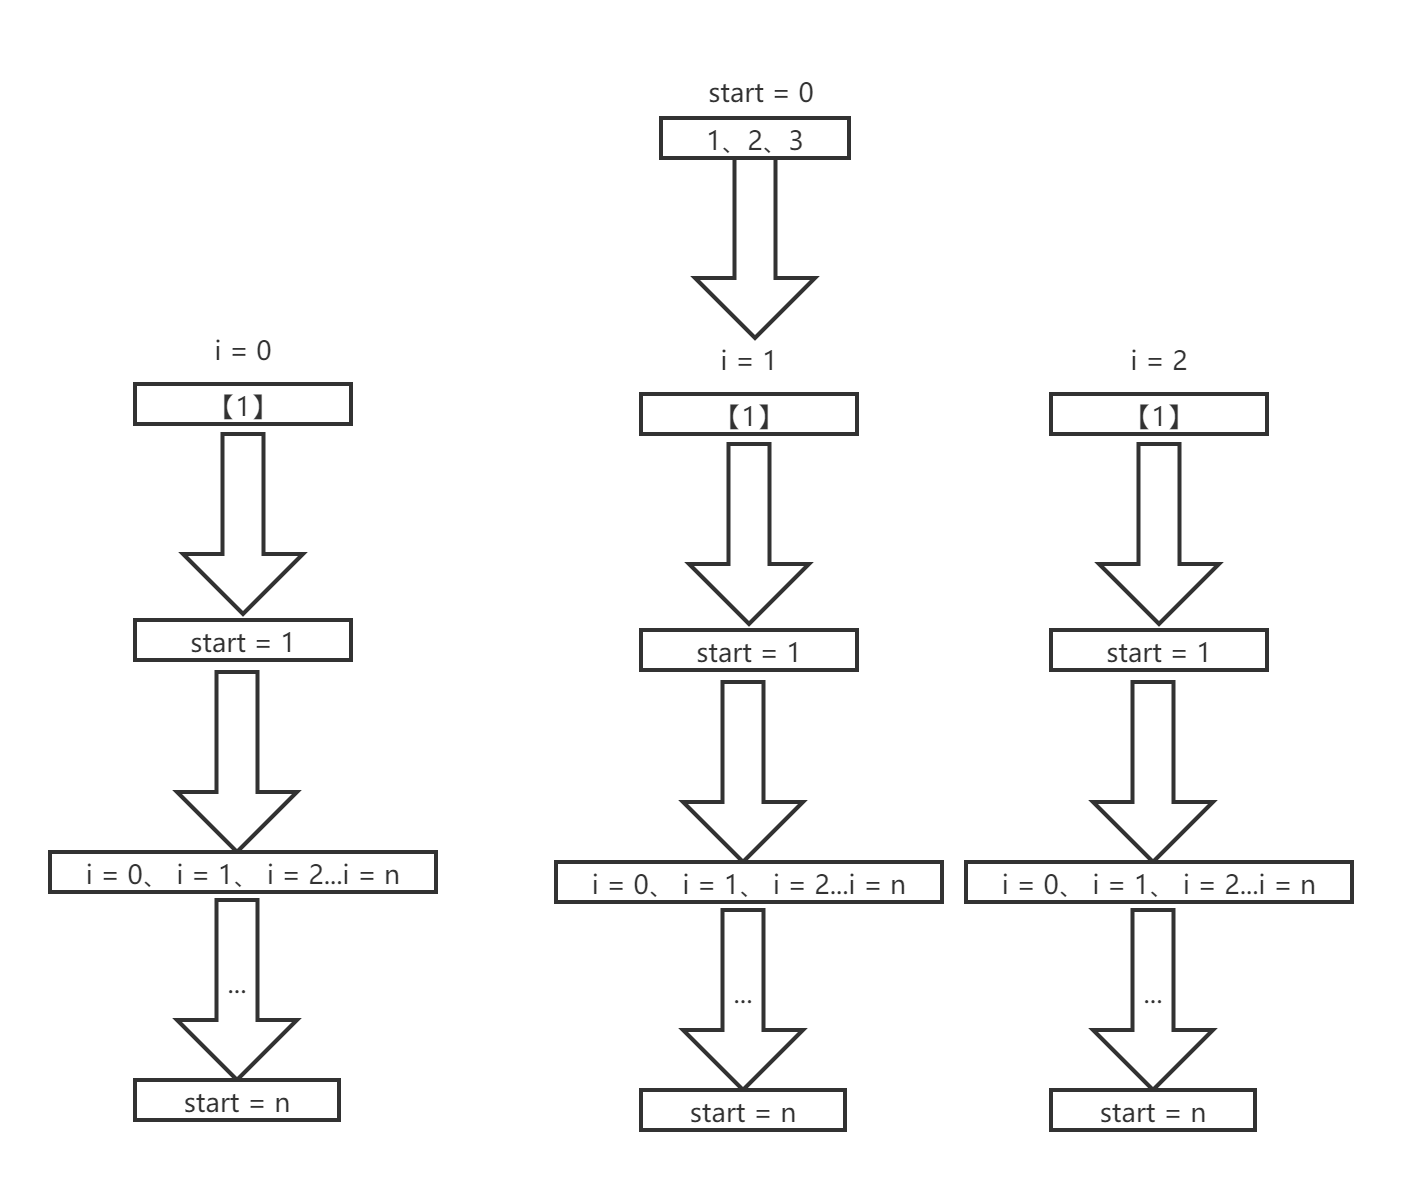 start = 0
1、2、3
i = 0
i = 1
i = 2
【1】
【1】
【1】
start = 1
start = 1
start = 1
i = 0、 i = 1、 i = 2...i = n
i = 0、 i = 1、 i = 2...i = n
i = 0、 i = 1、 i = 2...i = n
...
...
...
start = n
start = n
start = n